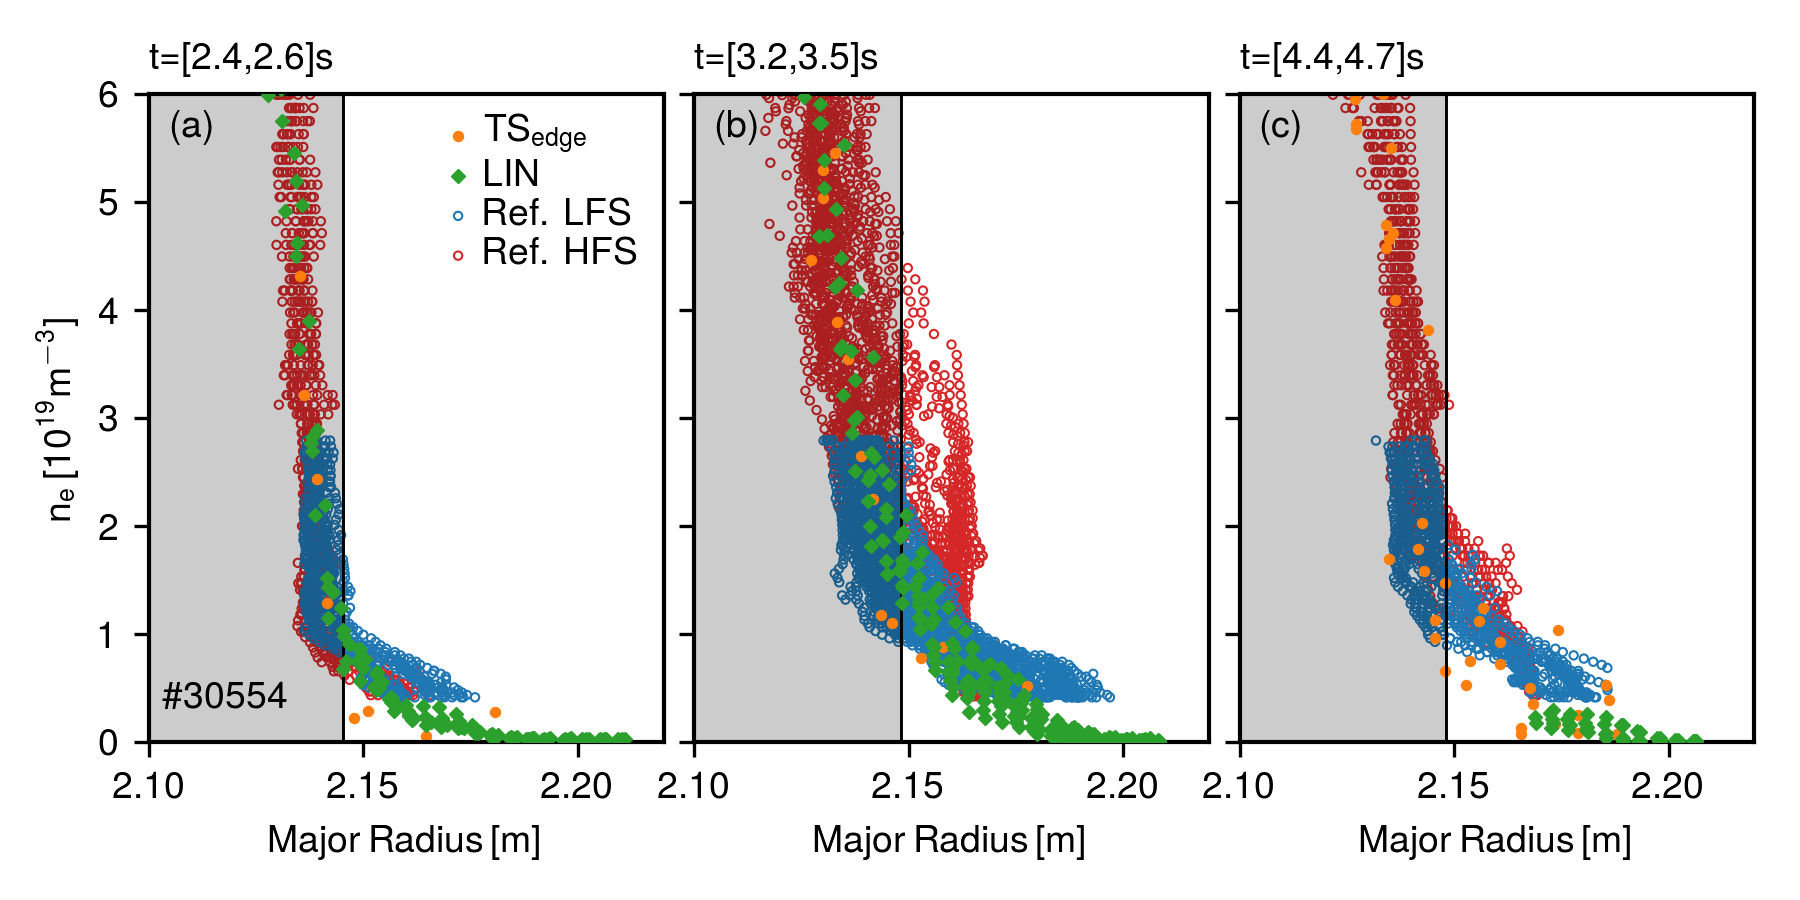 t=[2.4,2.6]s t=[3.2,3.5]s t=[4.4,4.7]s
(a) (b) (c)
TSedge
LIN
Ref. LFS
Ref. HFS
#30554
6
5
4
3
2
1
0
nₑ [10¹⁹m⁻³]
2.10 2.15 2.20 2.10 2.15 2.20 2.10 2.15 2.20
Major Radius [m] Major Radius [m] Major Radius [m]